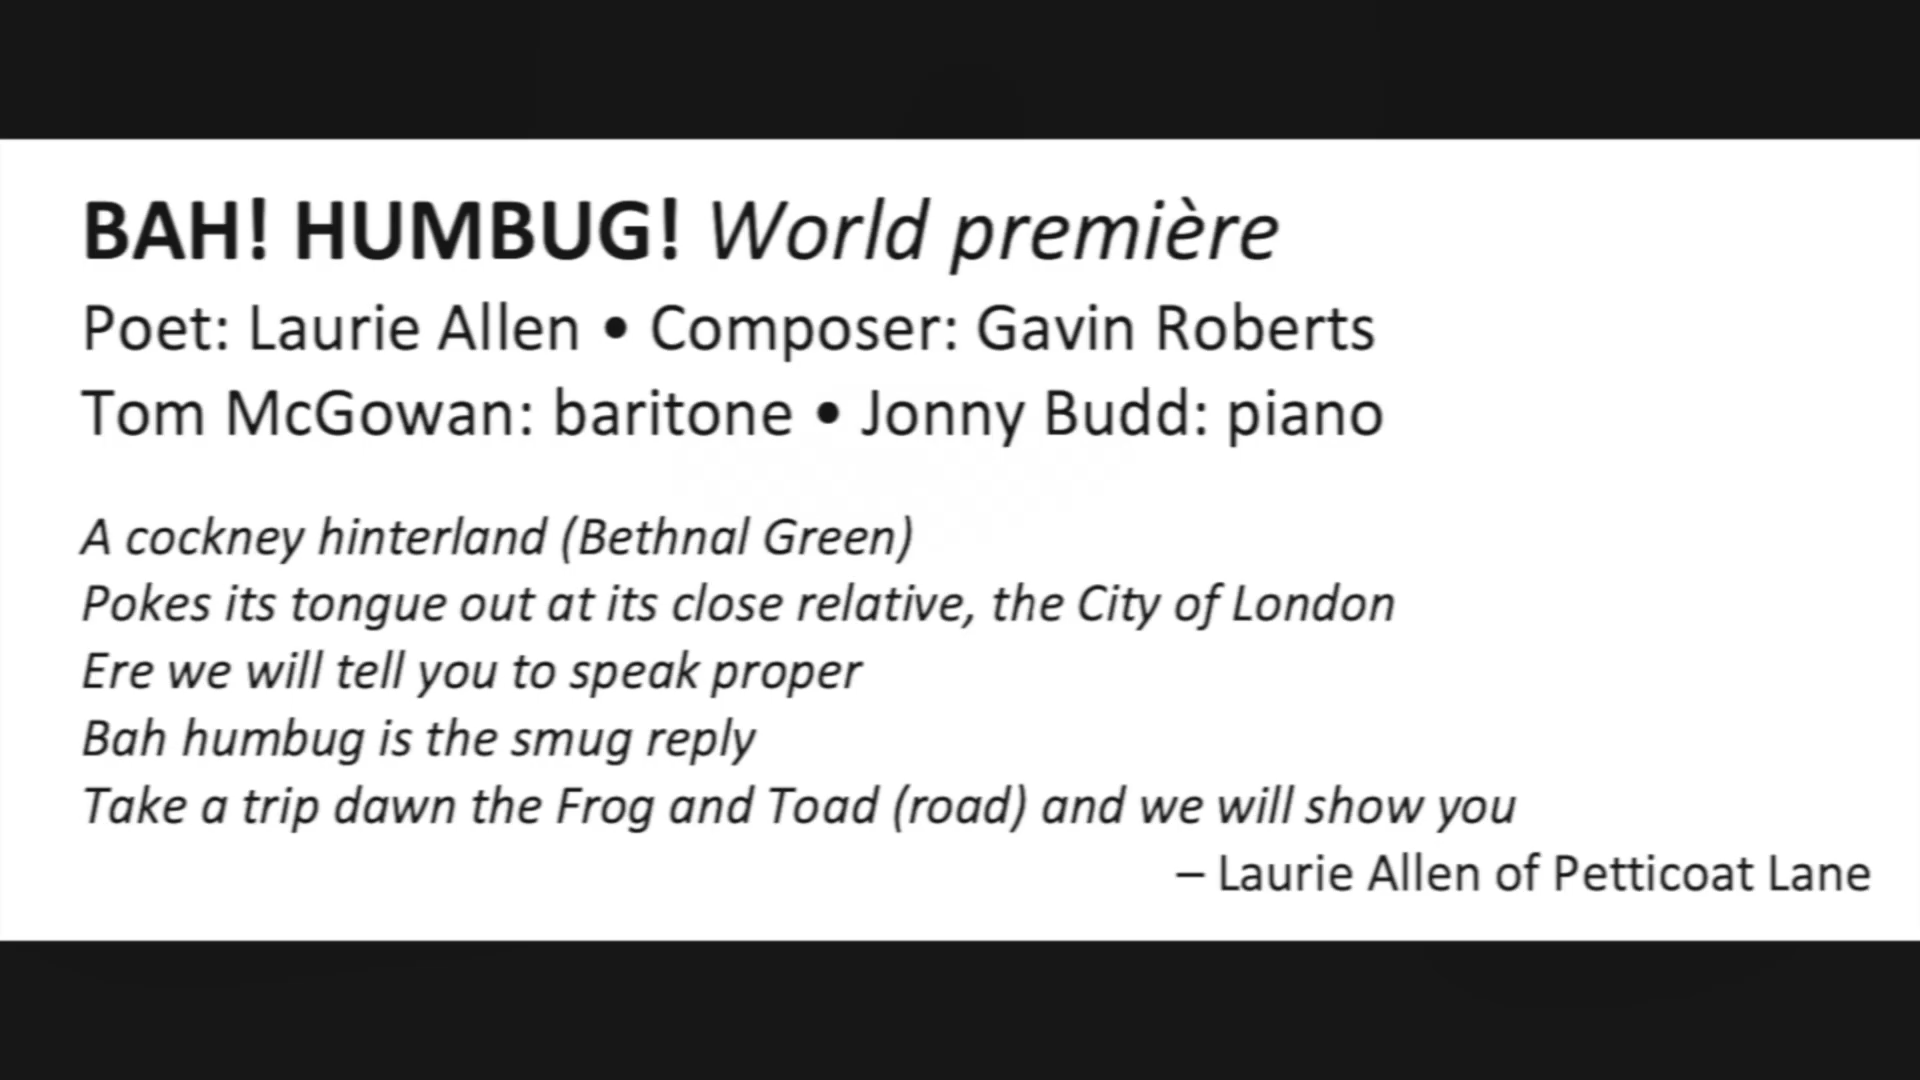 BAH! HUMBUG! World première
Poet: Laurie Allen • Composer: Gavin Roberts
Tom McGowan: baritone • Jonny Budd: piano
A cockney hinterland (Bethnal Green)
Pokes its tongue out at its close relative, the City of London
Ere we will tell you to speak proper
Bah humbug is the smug reply
Take a trip dawn the Frog and Toad (road) and we will show you
– Laurie Allen of Petticoat Lane